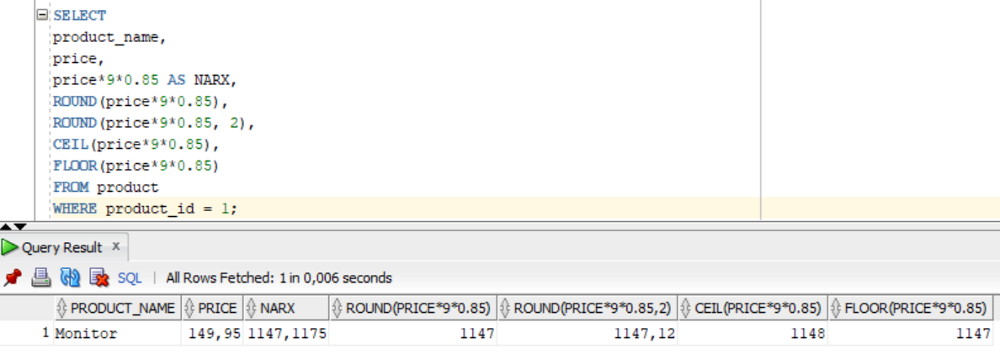 SELECT
product_name,
price,
price*9*0.85 AS NARX,
ROUND(price*9*0.85),
ROUND(price*9*0.85, 2),
CEIL(price*9*0.85),
FLOOR(price*9*0.85)
FROM product
WHERE product_id = 1;
Query Result x
SQL | All Rows Fetched: 1 in 0,006 seconds
PRODUCT_NAME PRICE NARX ROUND(PRICE*9*0.85) ROUND(PRICE*9*0.85,2) CEIL(PRICE*9*0.85) FLOOR(PRICE*9*0.85)
1 Monitor 149,95 1147,1175 1147 1147,12 1148 1147